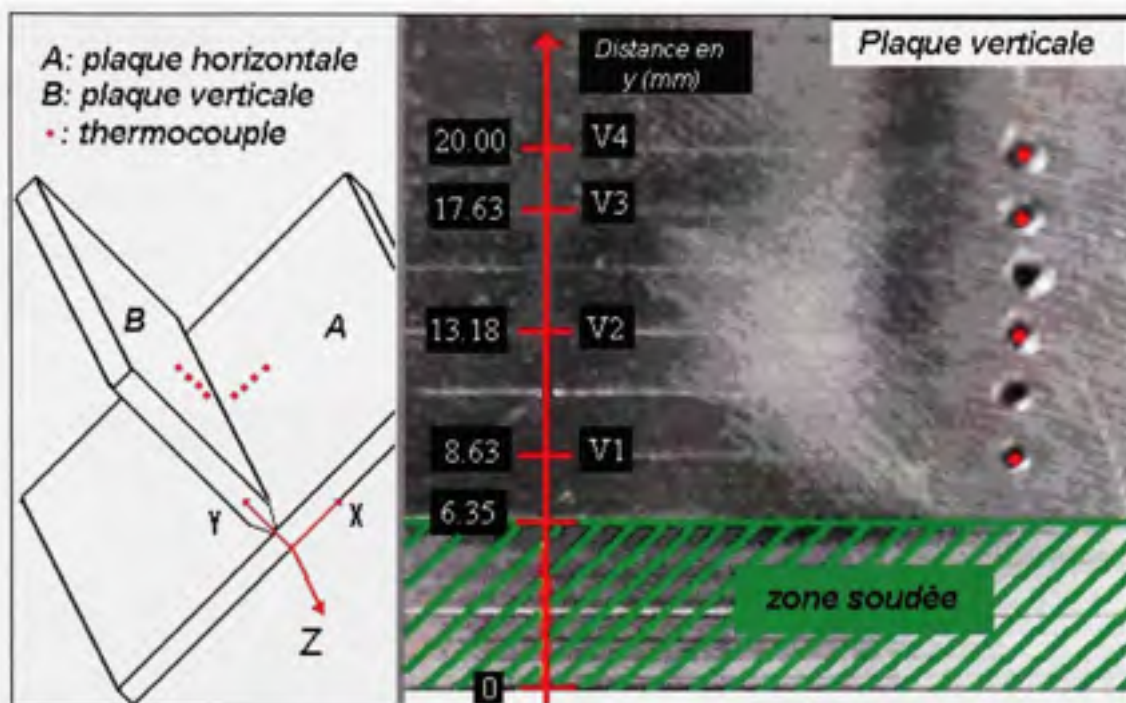 A: plaque horizontale
B: plaque verticale
• : thermocouple
B
A
Y
X
Z
Distance en
y (mm)
Plaque verticale
20.00 V4
17.63 V3
13.18 V2
8.63 V1
6.35
zone soudée
0